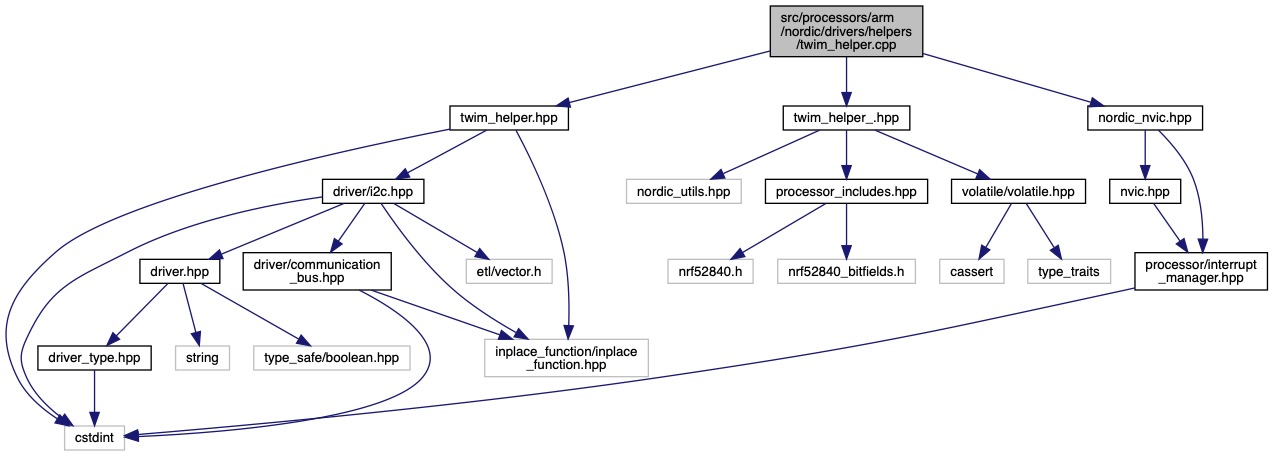 src/processors/arm
/nordic/drivers/helpers
/twim_helper.cpp
twim_helper.hpp
twim_helper_.hpp
nordic_nvic.hpp
driver/i2c.hpp
nordic_utils.hpp
processor_includes.hpp
volatile/volatile.hpp
nvic.hpp
driver.hpp
driver/communication
_bus.hpp
etl/vector.h
nrf52840.h
nrf52840_bitfields.h
cassert
type_traits
processor/interrupt
_manager.hpp
driver_type.hpp
string
type_safe/boolean.hpp
inplace_function/inplace
_function.hpp
cstdint